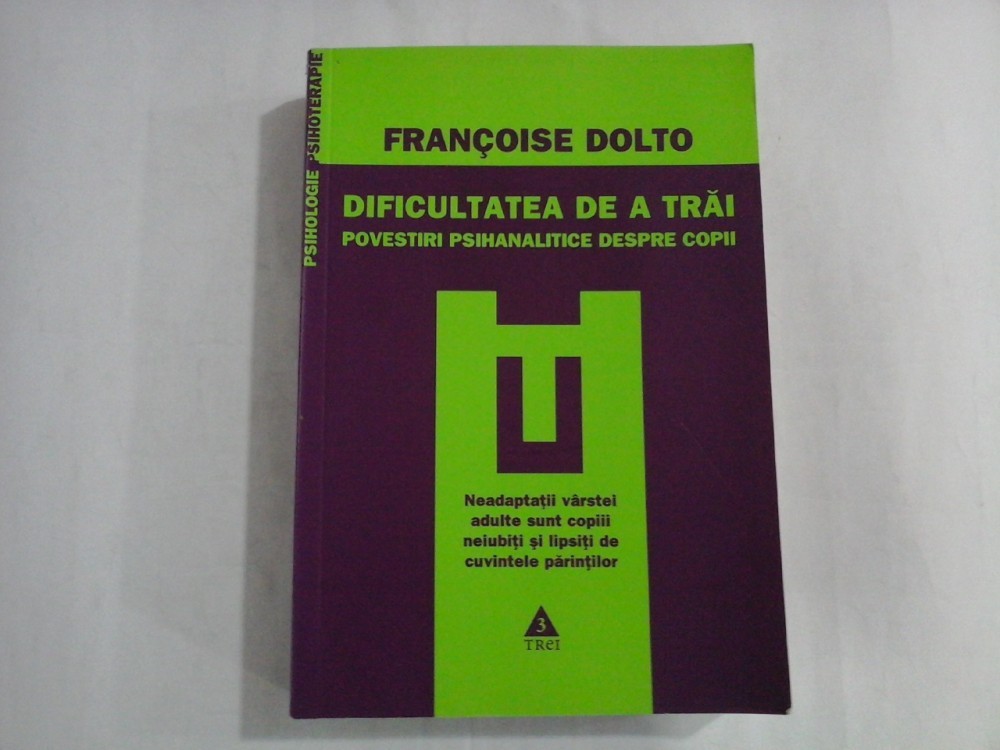 PSIHOLOGIE PSIHOTERAPIE
FRANÇOISE DOLTO
DIFICULTATEA DE A TRĂI
POVESTIRI PSIHANALITICE DESPRE COPII
Neadaptații vârstei
adulte sunt copiii
neiubiți și lipsiți de
cuvintele părinților
3
TREI